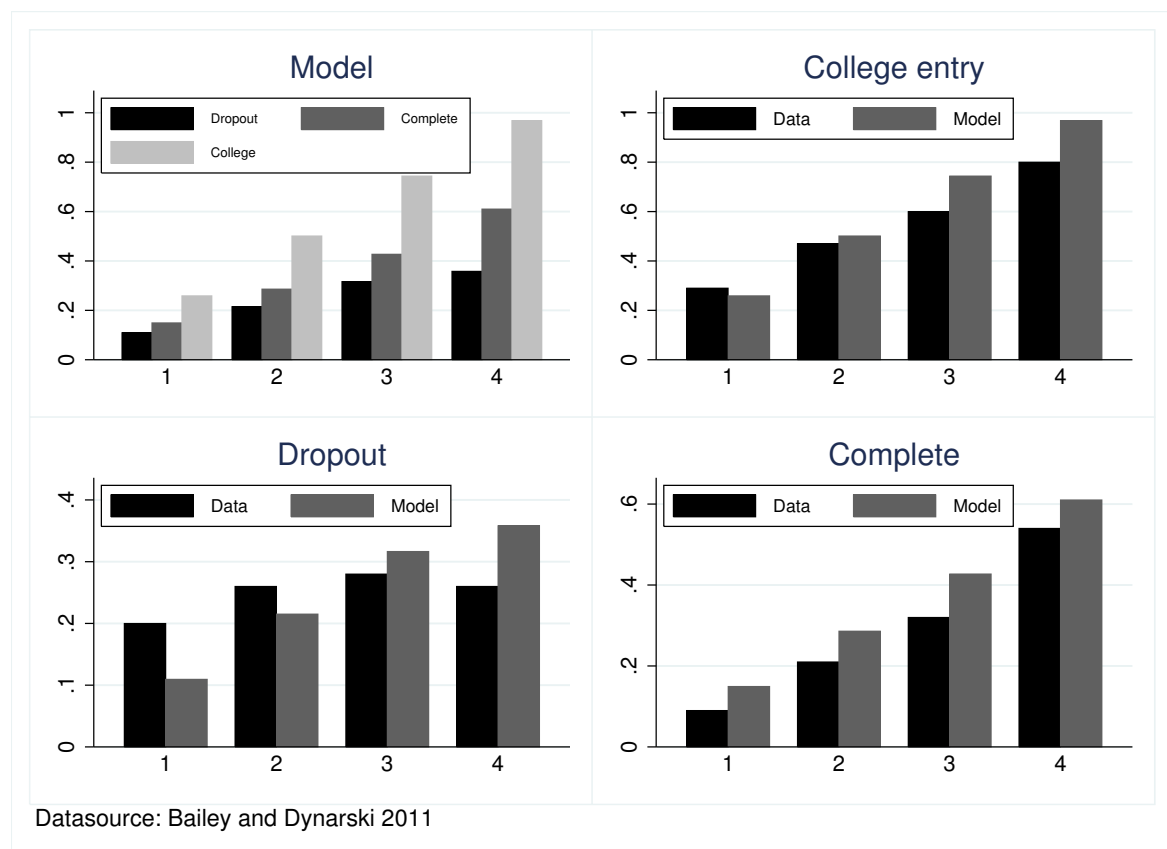 Model
Dropout Complete
College
1
.8
.6
.4
.2
0
1 2 3 4
College entry
Data Model
1
.8
.6
.4
.2
0
1 2 3 4
Dropout
Data Model
.4
.3
.2
.1
0
1 2 3 4
Complete
Data Model
.6
.4
.2
0
1 2 3 4
Datasource: Bailey and Dynarski 2011